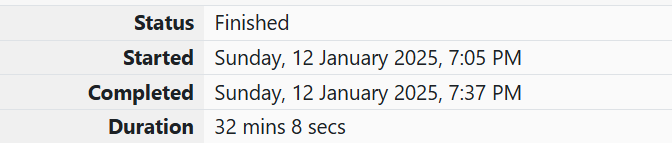 Status Finished
Started Sunday, 12 January 2025, 7:05 PM
Completed Sunday, 12 January 2025, 7:37 PM
Duration 32 mins 8 secs